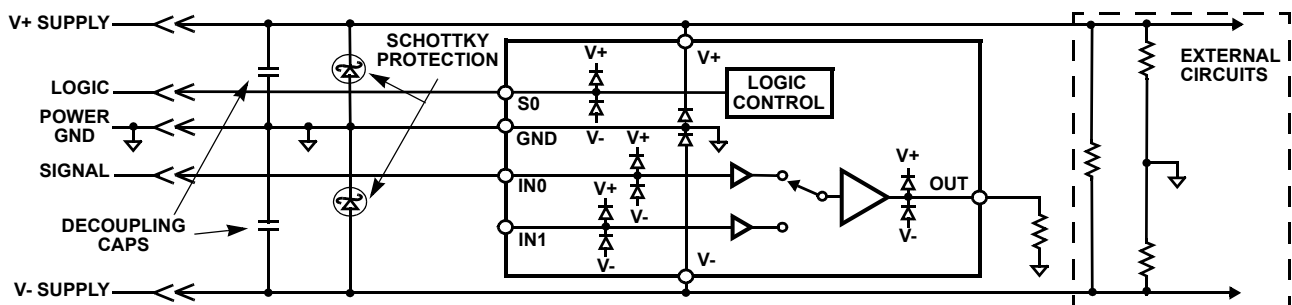 V+ SUPPLY
LOGIC
POWER
GND
SIGNAL
DECOUPLING
CAPS
V- SUPPLY
SCHOTTKY
PROTECTION
V+
V-
S0
GND
V+
LOGIC
CONTROL
V+
V-
IN0
V+
V-
IN1
V+
V-
OUT
V-
EXTERNAL
CIRCUITS